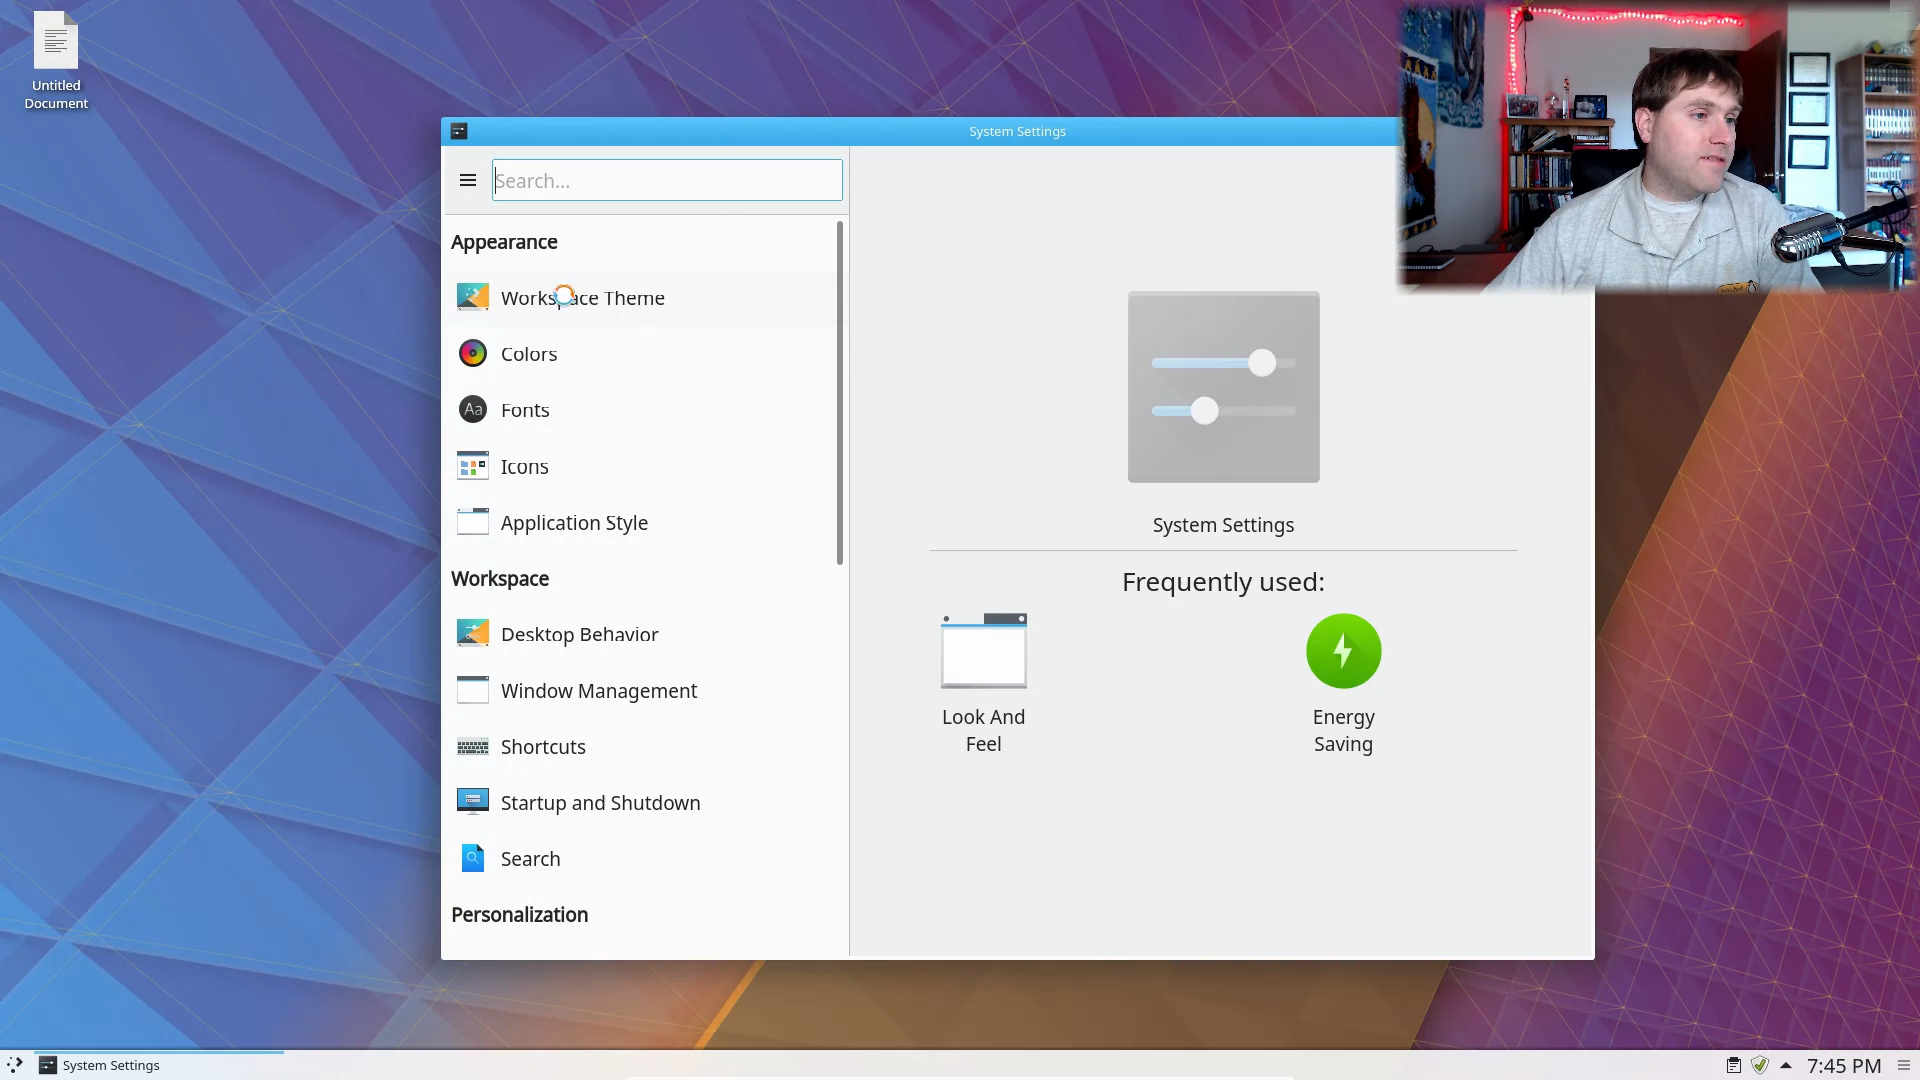 Untitled
Document
System Settings
Search...
Appearance
Workspace Theme
Colors
Aa
Fonts
Icons
Application Style
Workspace
Desktop Behavior
Window Management
Shortcuts
Startup and Shutdown
Search
Personalization
System Settings
Frequently used:
Look And
Feel
Energy
Saving
System Settings
7:45 PM